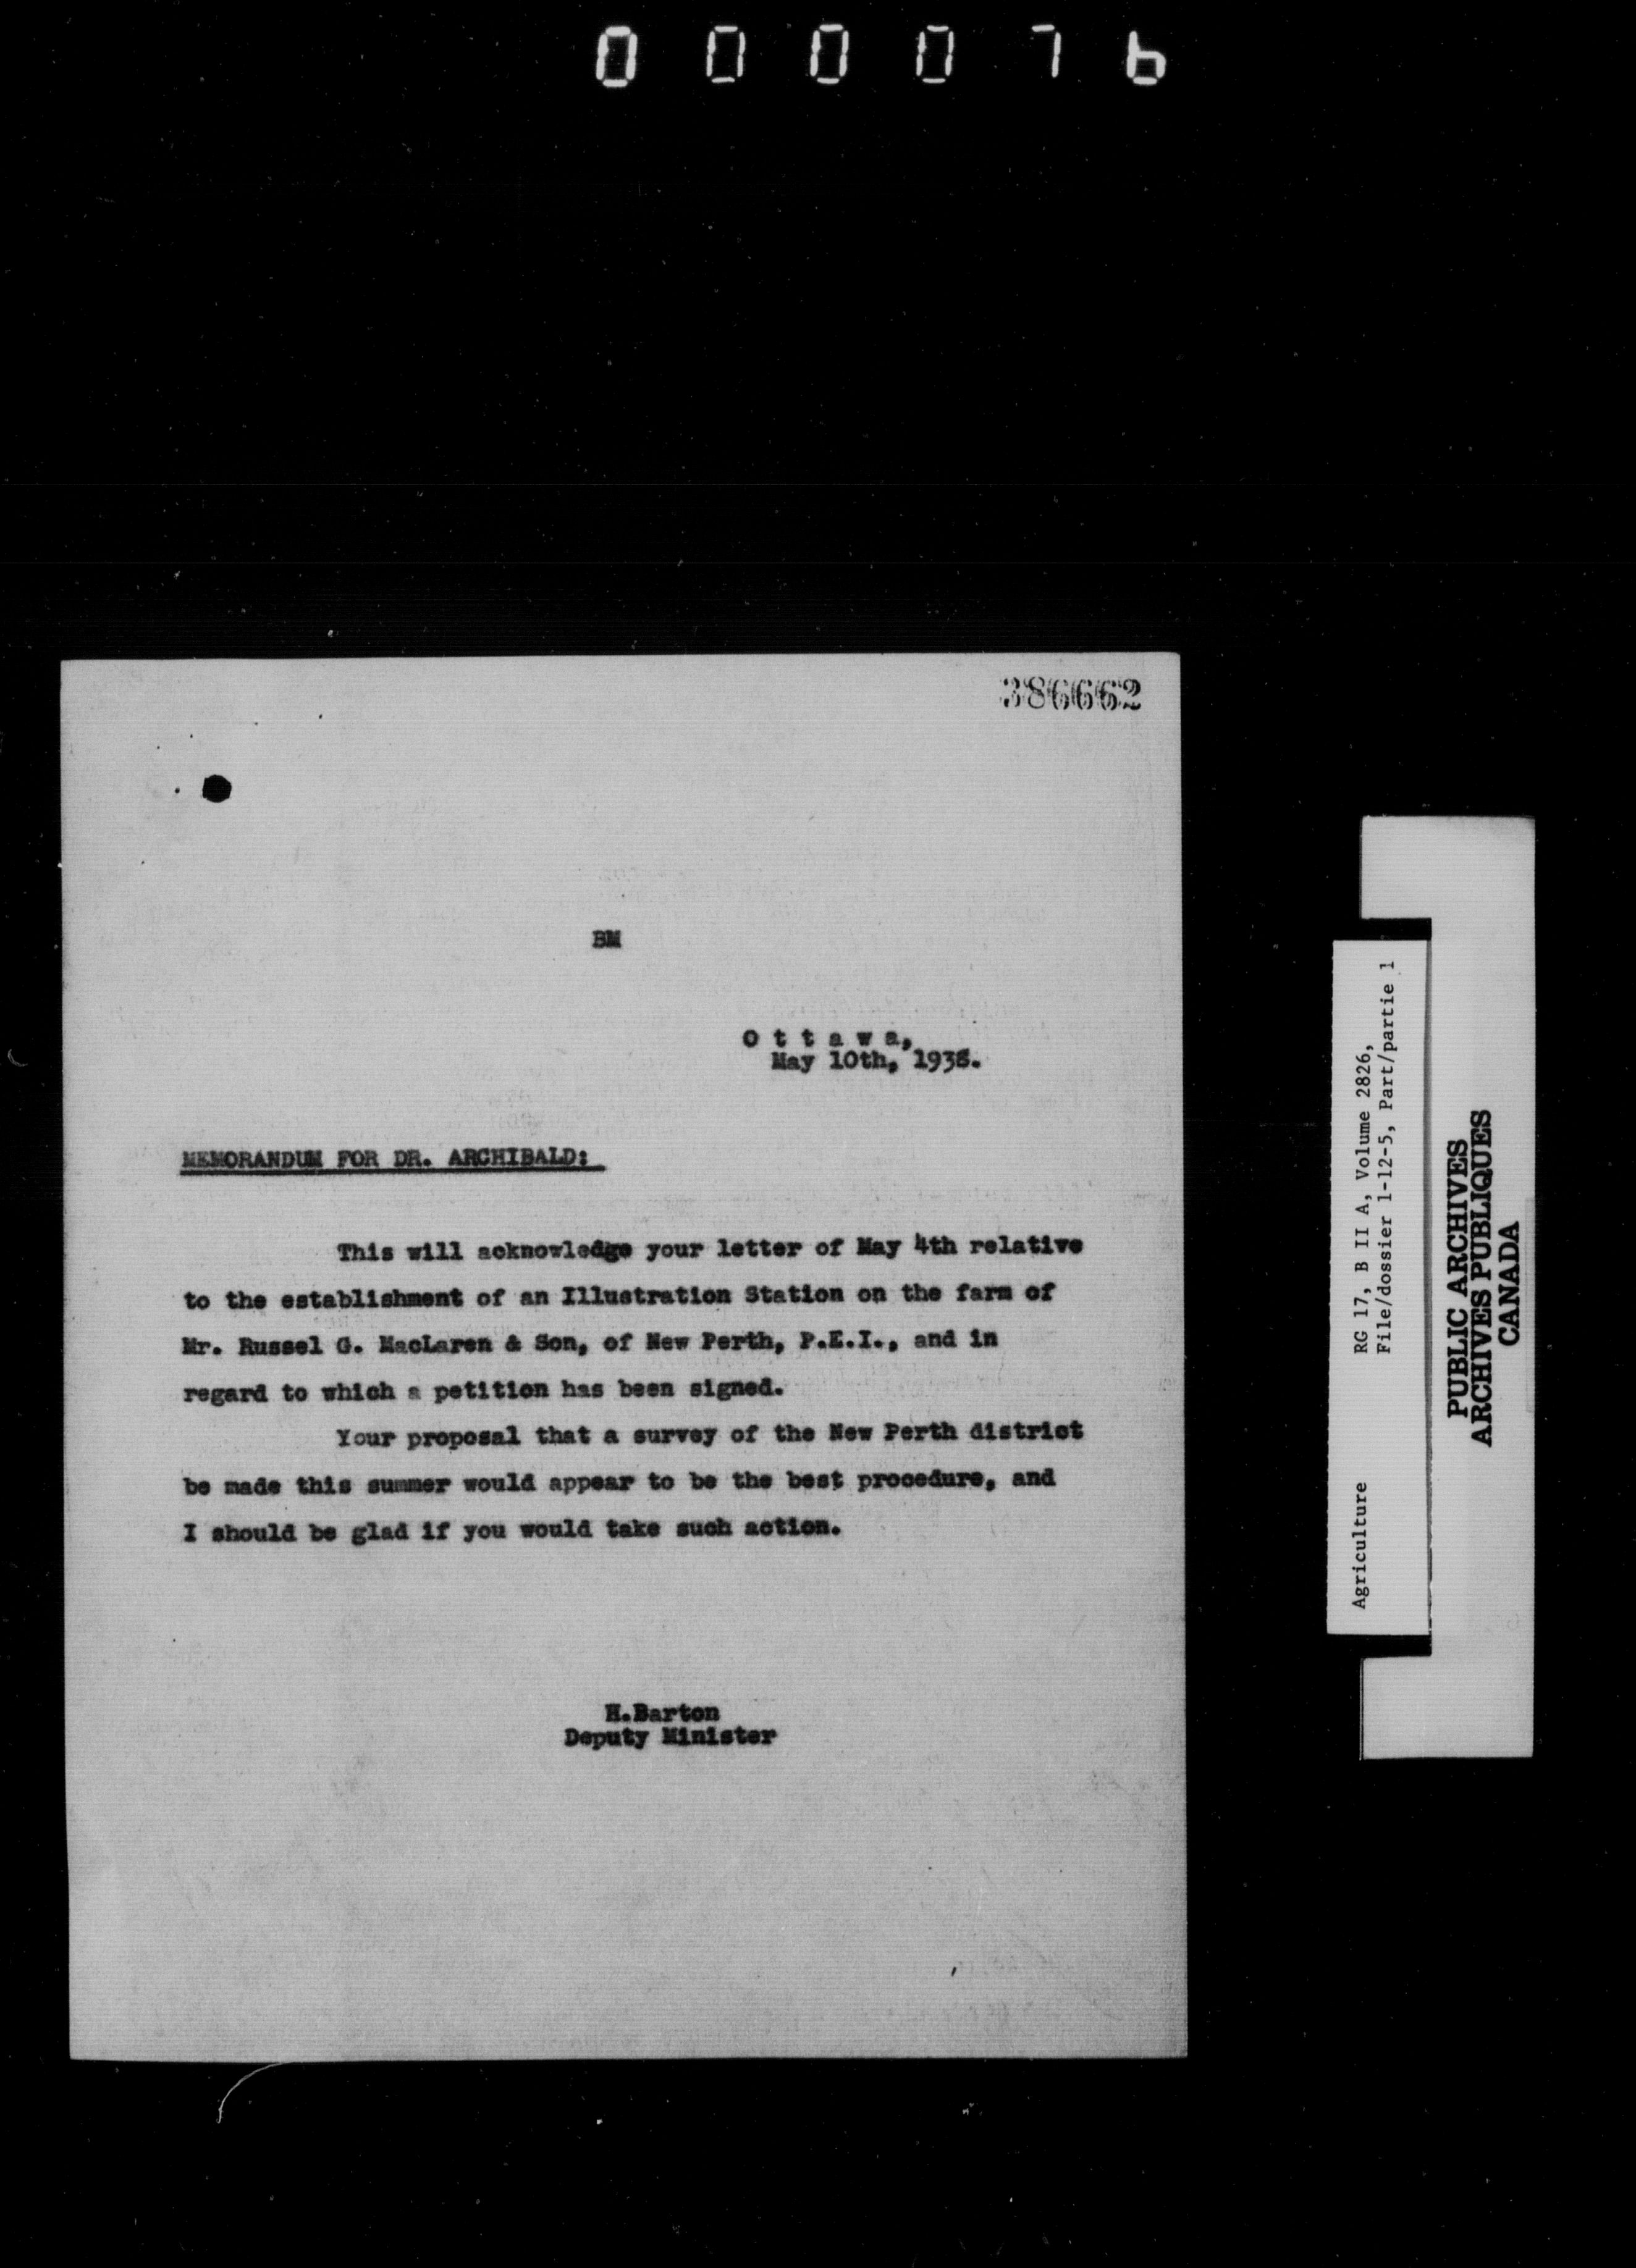 000076
386662
BM
Ottawa,
May 10th, 1938.
MEMORANDUM FOR DR. ARCHIBALD:
This will acknowledge your letter of May 4th relative
to the establishment of an Illustration Station on the farm of
Mr. Russel G. MacLaren & Son, of New Perth, P.E.I., and in
regard to which a petition has been signed.
Your proposal that a survey of the New Perth district
be made this summer would appear to be the best procedure, and
I should be glad if you would take such action.
H.Barton
Deputy Minister
Agriculture RG 17, B II A, Volume 2826,
File/dossier 1-12-5, Part/partie 1
PUBLIC ARCHIVES
ARCHIVES PUBLIQUES
CANADA